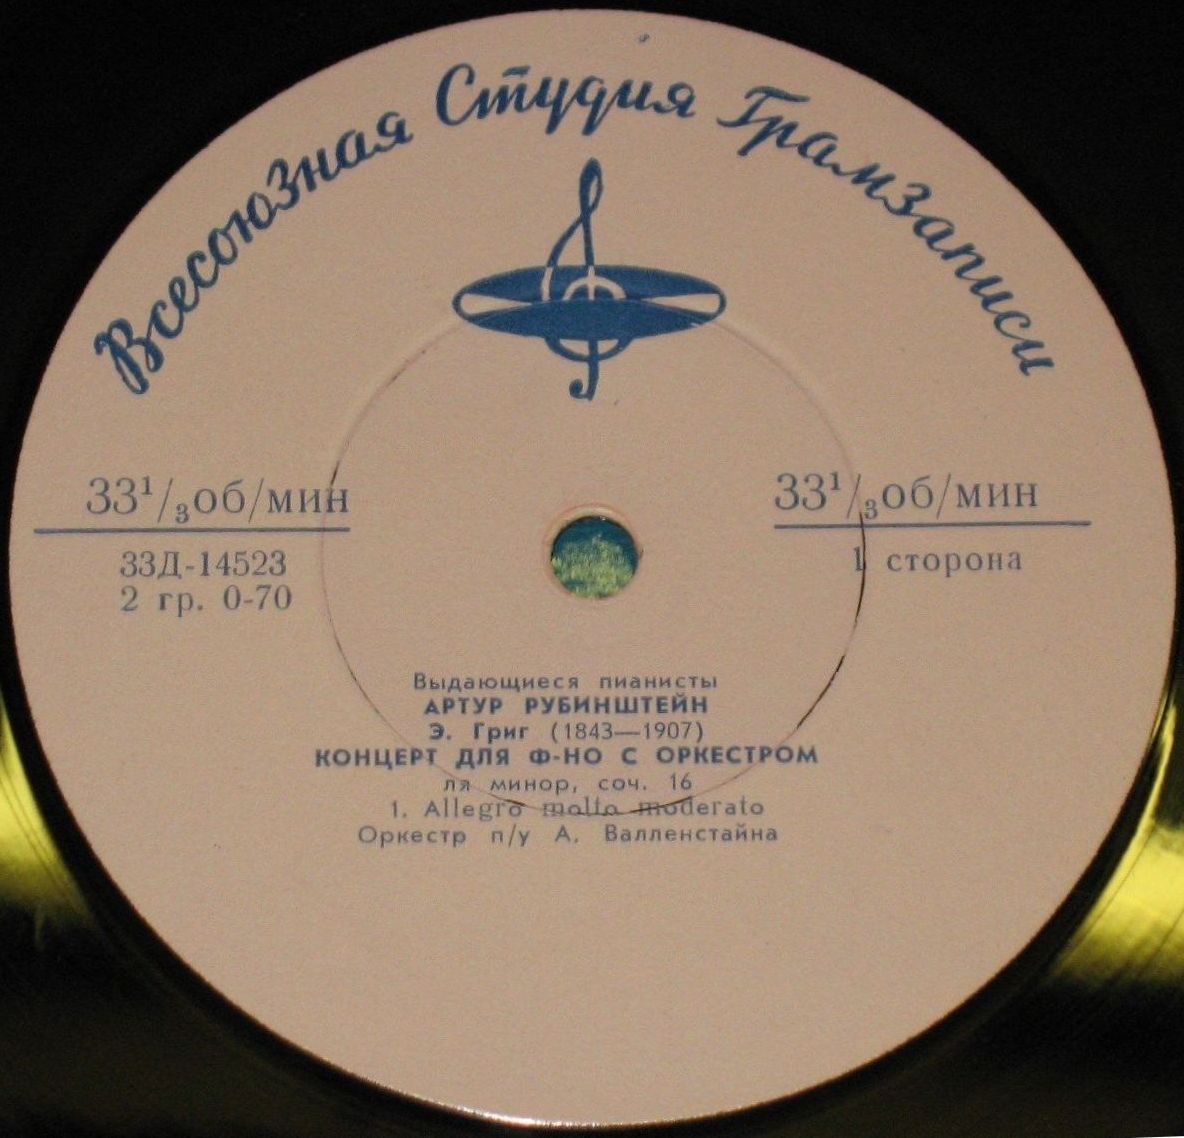 Всесоюзная Студия Грамзаписи
33¹/₃об/мин
33Д-14523
2 гр. 0-70
33¹/₃об/мин
1 сторона
Выдающиеся пианисты
АРТУР РУБИНШТЕЙН
Э. Григ (1843—1907)
КОНЦЕРТ ДЛЯ Ф-НО С ОРКЕСТРОМ
ля минор, соч. 16
1. Allegro molto moderato
Оркестр п/у А. Валленстайна